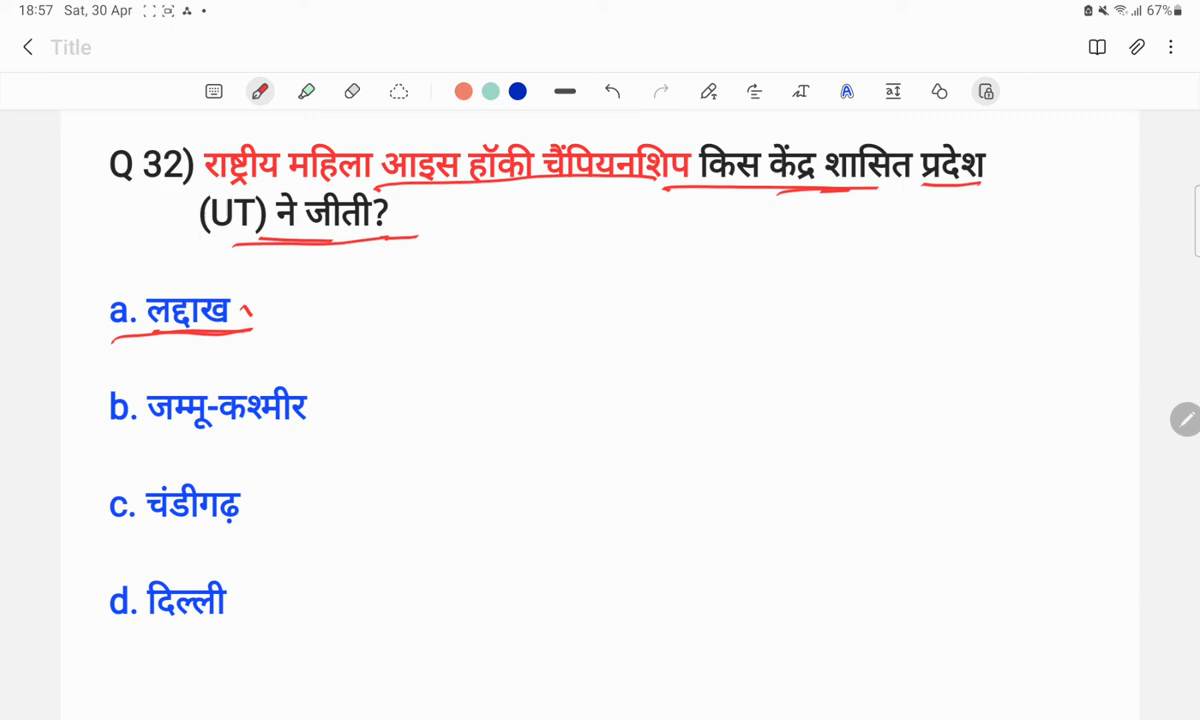 18:57 Sat, 30 Apr 67%
Title
Q 32) राष्ट्रीय महिला आइस हॉकी चैंपियनशिप किस केंद्र शासित प्रदेश
(UT) ने जीती?
a. लद्दाख
b. जम्मू-कश्मीर
c. चंडीगढ़
d. दिल्ली